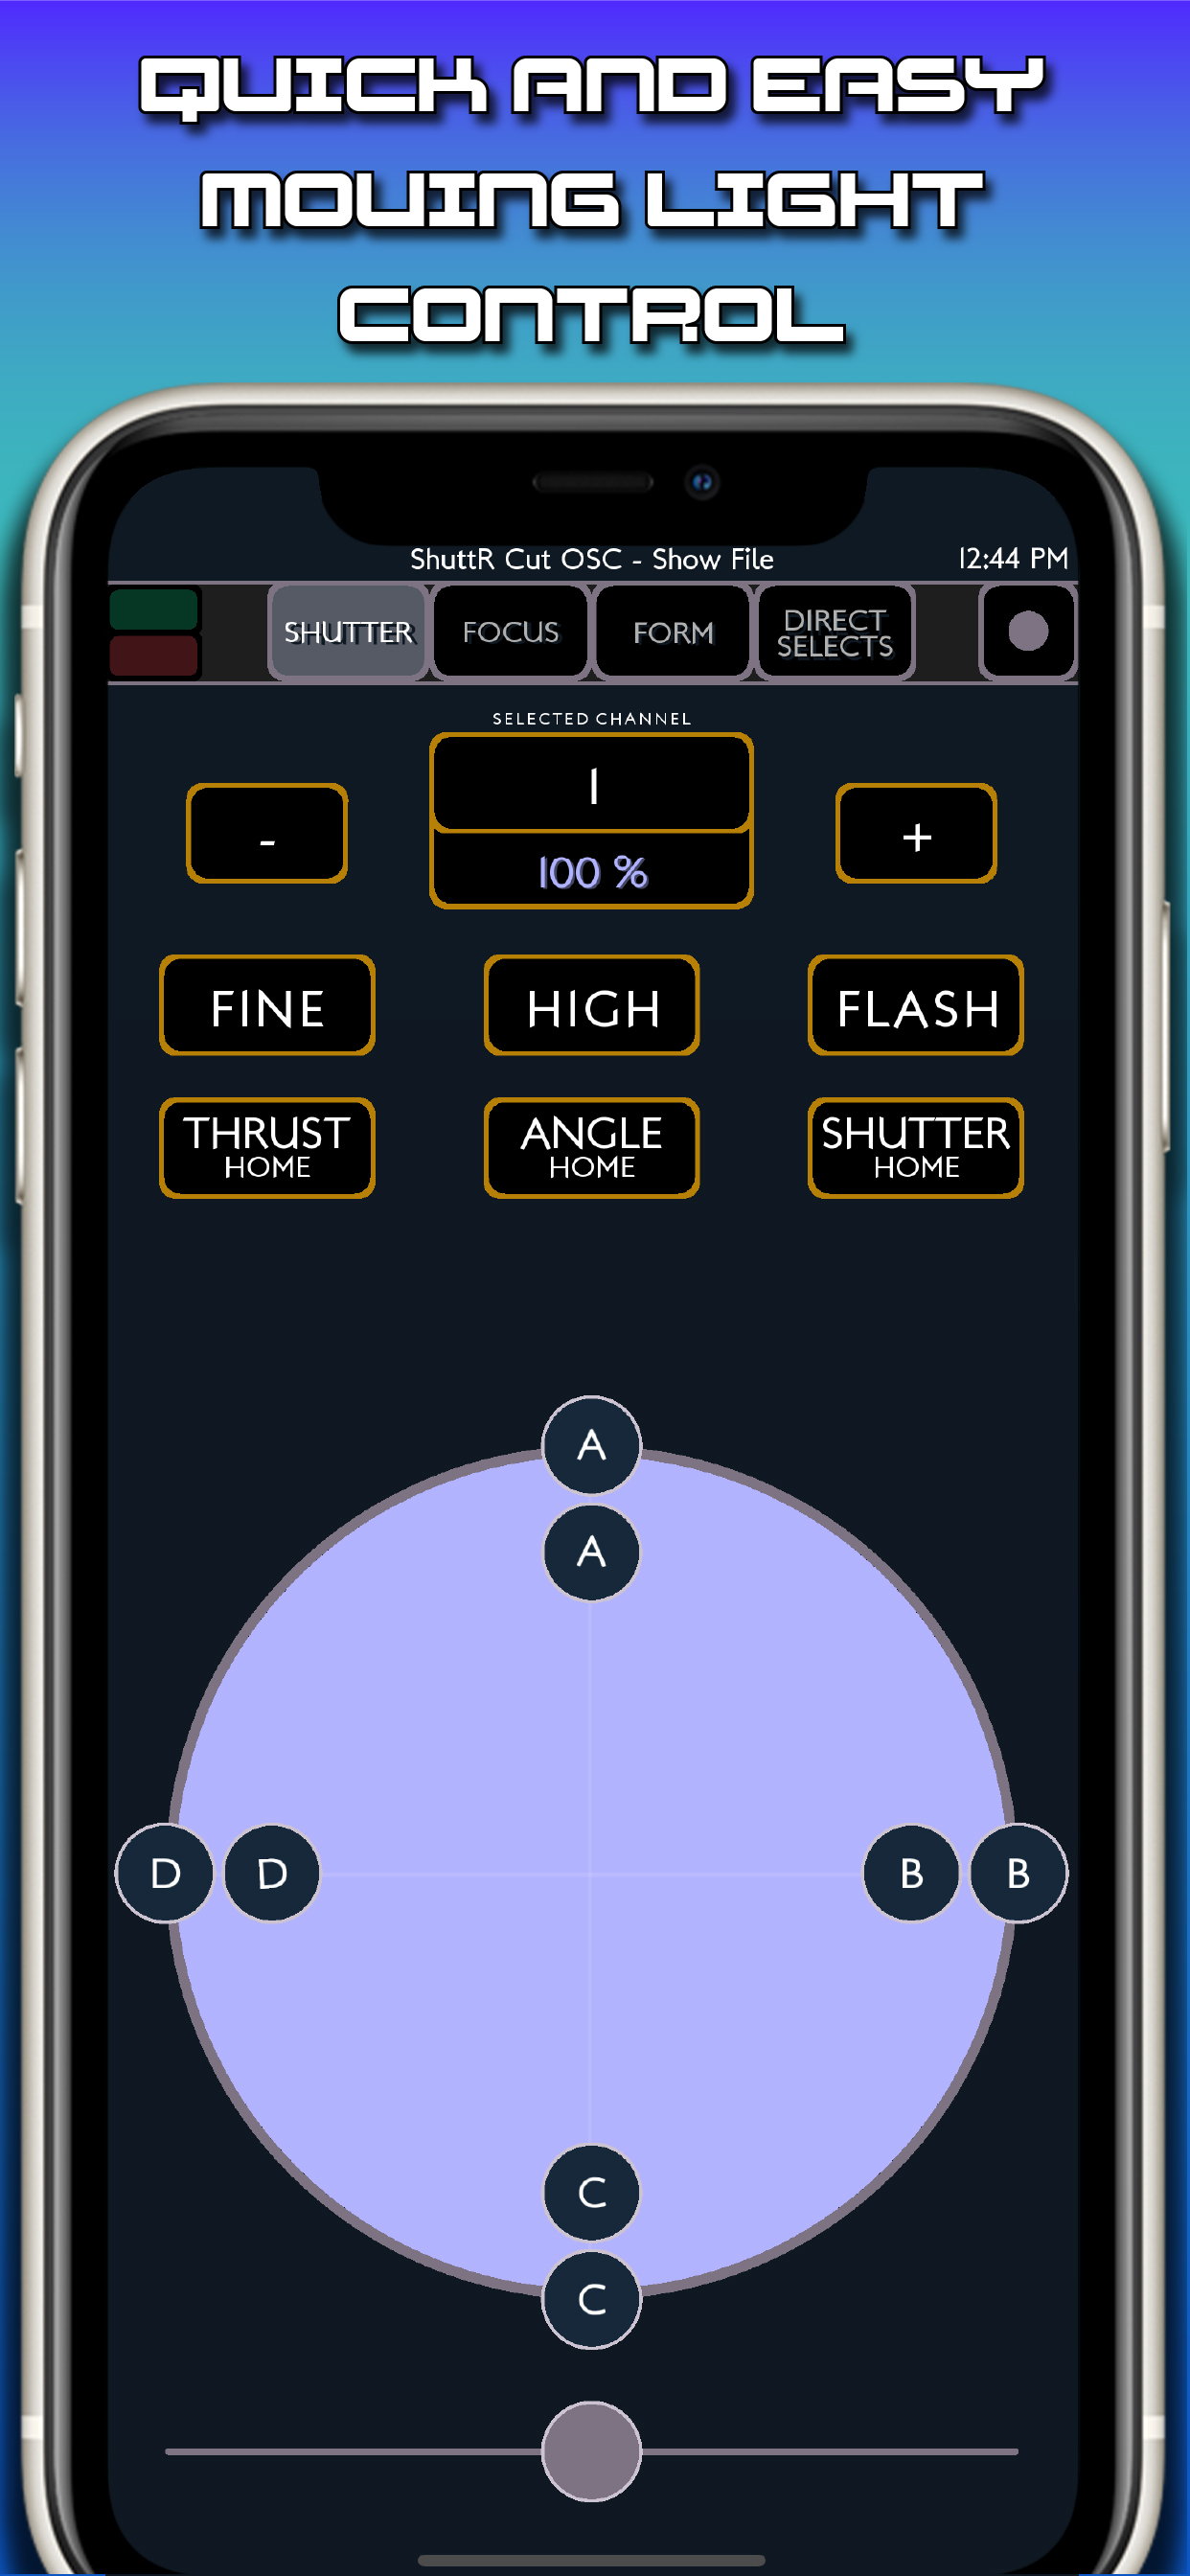 QUICK AND EASY
MOVING LIGHT
CONTROL
ShuttR Cut OSC - Show File
12:44 PM
SHUTTER
FOCUS
FORM
DIRECT
SELECTS
SELECTED CHANNEL
-
1
+
100 %
FINE
HIGH
FLASH
THRUST
HOME
ANGLE
HOME
SHUTTER
HOME
A
A
D
D
B
B
C
C